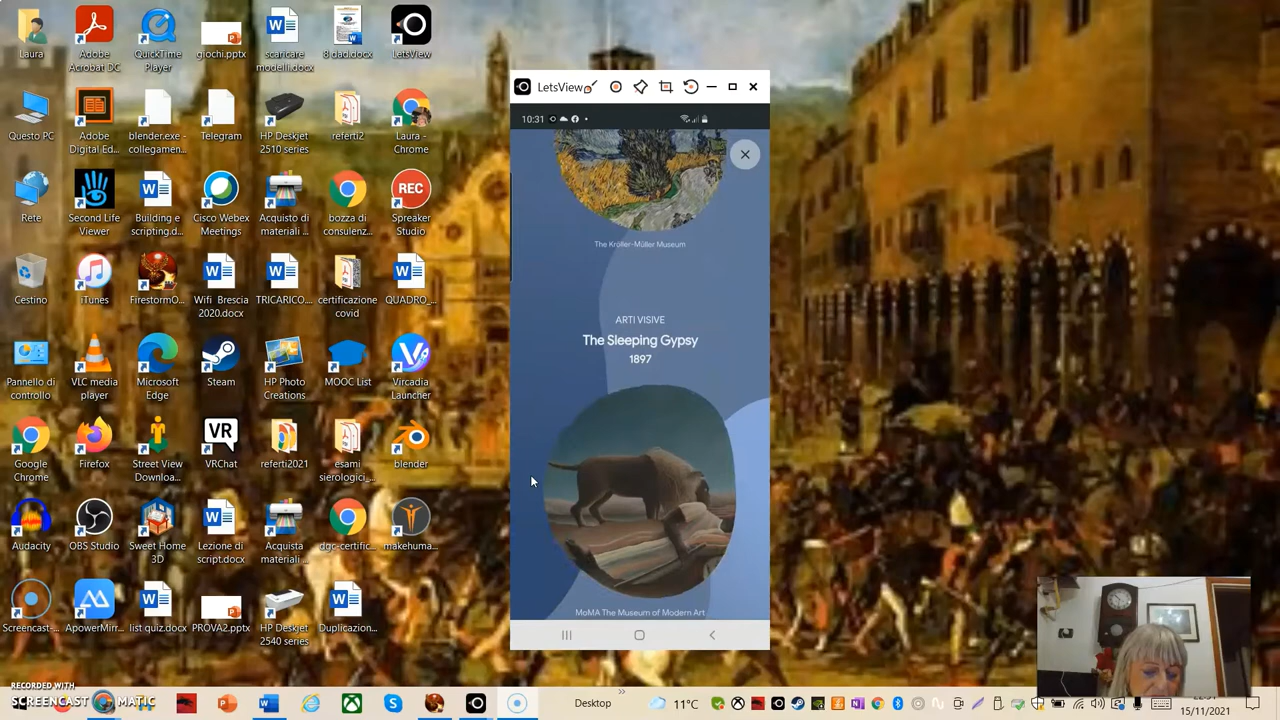 Laura
Adobe
Acrobat DC
QuickTime
Player
giochi.pptx
scaricare
modelli.docx
8 dad.docx
LetsView
Questo PC
Adobe
Digital Ed...
blender.exe -
collegamen...
Telegram
HP Deskjet
2510 series
referti2
Laura -
Chrome
Rete
Second Life
Viewer
Building e
scripting.d...
Cisco Webex
Meetings
Acquisto di
materiali ...
bozza di
consulenz...
REC
Spreaker
Studio
Cestino
iTunes
FirestormO...
Wifi Brescia
2020.docx
TRICARICO....
certificazione
covid
QUADRO_...
Pannello di
controllo
VLC media
player
Microsoft
Edge
Steam
HP Photo
Creations
MOOC List
Vircadia
Launcher
Google
Chrome
Firefox
Street View
Downloa...
VR
VRChat
referti2021
esami
sierologici_...
blender
Audacity
OBS Studio
Sweet Home
3D
Lezione di
script.docx
Acquista
materiali ...
dgc-certific...
makehuma...
Screencast-...
ApowerMirr...
list quiz.docx
PROVA2.pptx
HP Deskjet
2540 series
Duplicazion...
LetsView
10:31
The Kröller-Müller Museum
ARTI VISIVE
The Sleeping Gypsy
1897
MoMA The Museum of Modern Art
RECORDED WITH
SCREENCAST MATIC
Desktop
11°C
15/11/2021